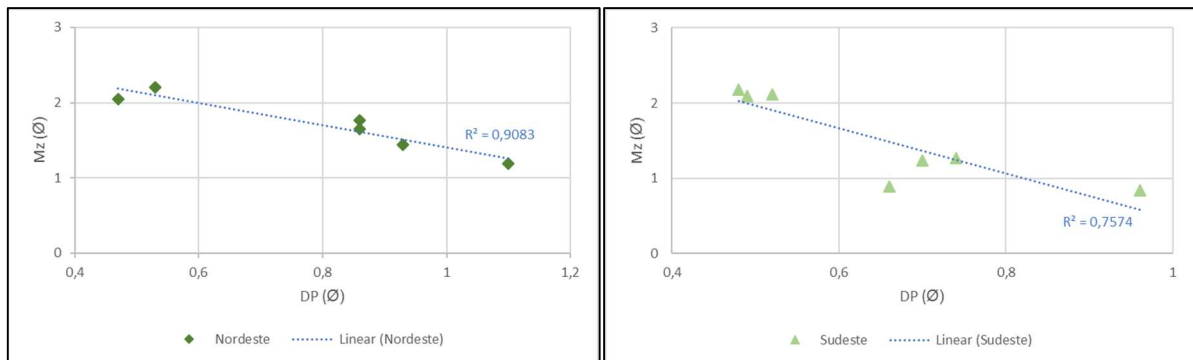 3
2
1
0
Mz (Ø)
R² = 0,9083
0,4
0,6
0,8
1
1,2
DP (Ø)
Nordeste
Linear (Nordeste)
3
2
1
0
Mz (Ø)
R² = 0,7574
0,4
0,6
0,8
1
DP (Ø)
Sudeste
Linear (Sudeste)